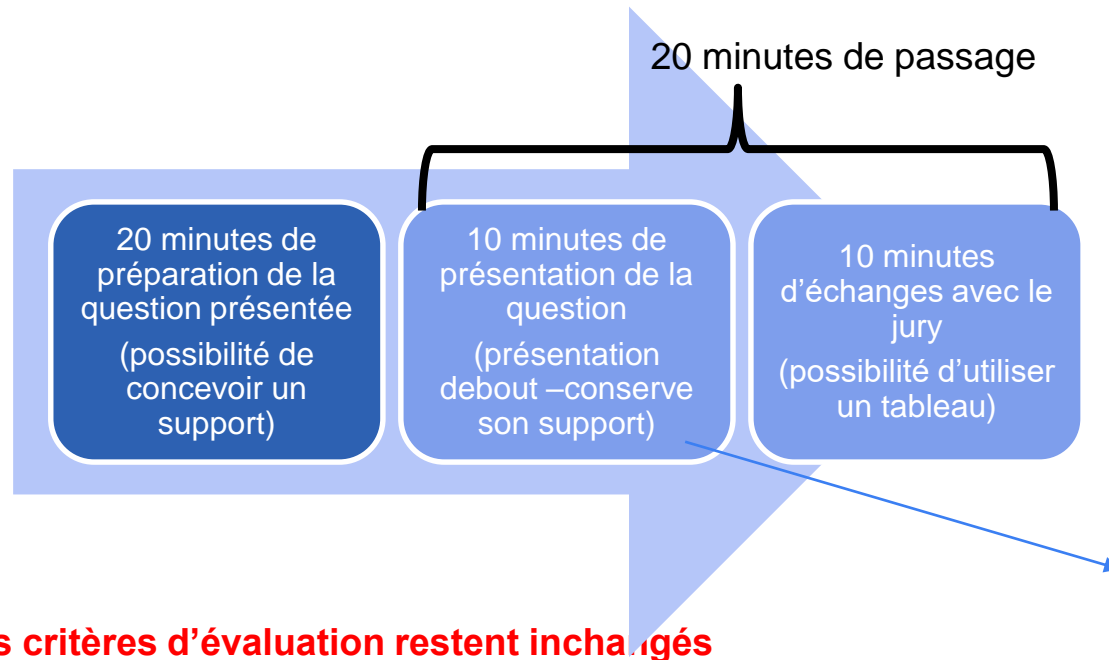 20 minutes de passage
20 minutes de
préparation de la
question présentée
(possibilité de
concevoir un
support)
10 minutes de
présentation de la
question
(présentation
debout –conserve
son support)
10 minutes
d’échanges avec le
jury
(possibilité d’utiliser
un tableau)
s critères d’évaluation restent inchangés